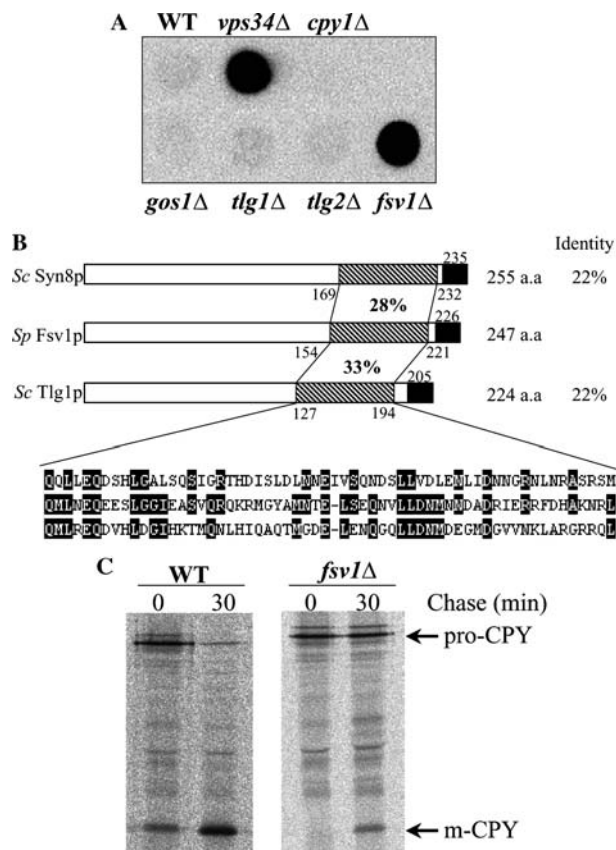 A
WT vps34Δ cpy1Δ
gos1Δ tlg1Δ tlg2Δ fsv1Δ
B
Identity
235
Sc Syn8p 255 a.a 22%
169 232
28%
226
Sp Fsv1p 247 a.a
154 221
33%
205
Sc Tlg1p 224 a.a 22%
127 194
QQLLEQDSHLGALSQSIGRTHDISLDLNNEIVSQNDSLLVDLENLIDNNGRNLNRASRSM
QMLNEQEESLGGIEASVQRQKRMGYAMNTE-LSEQNVLLDNMNNDADRIERRFDHAKNRL
QMLREQDVHLDGIHKTMQNLHIQAQTMGDE-LENQGQLLDNMDEGMDGVVNKLARGRRQL
C
WT fsv1Δ
0 30 0 30 Chase (min)
pro-CPY
m-CPY